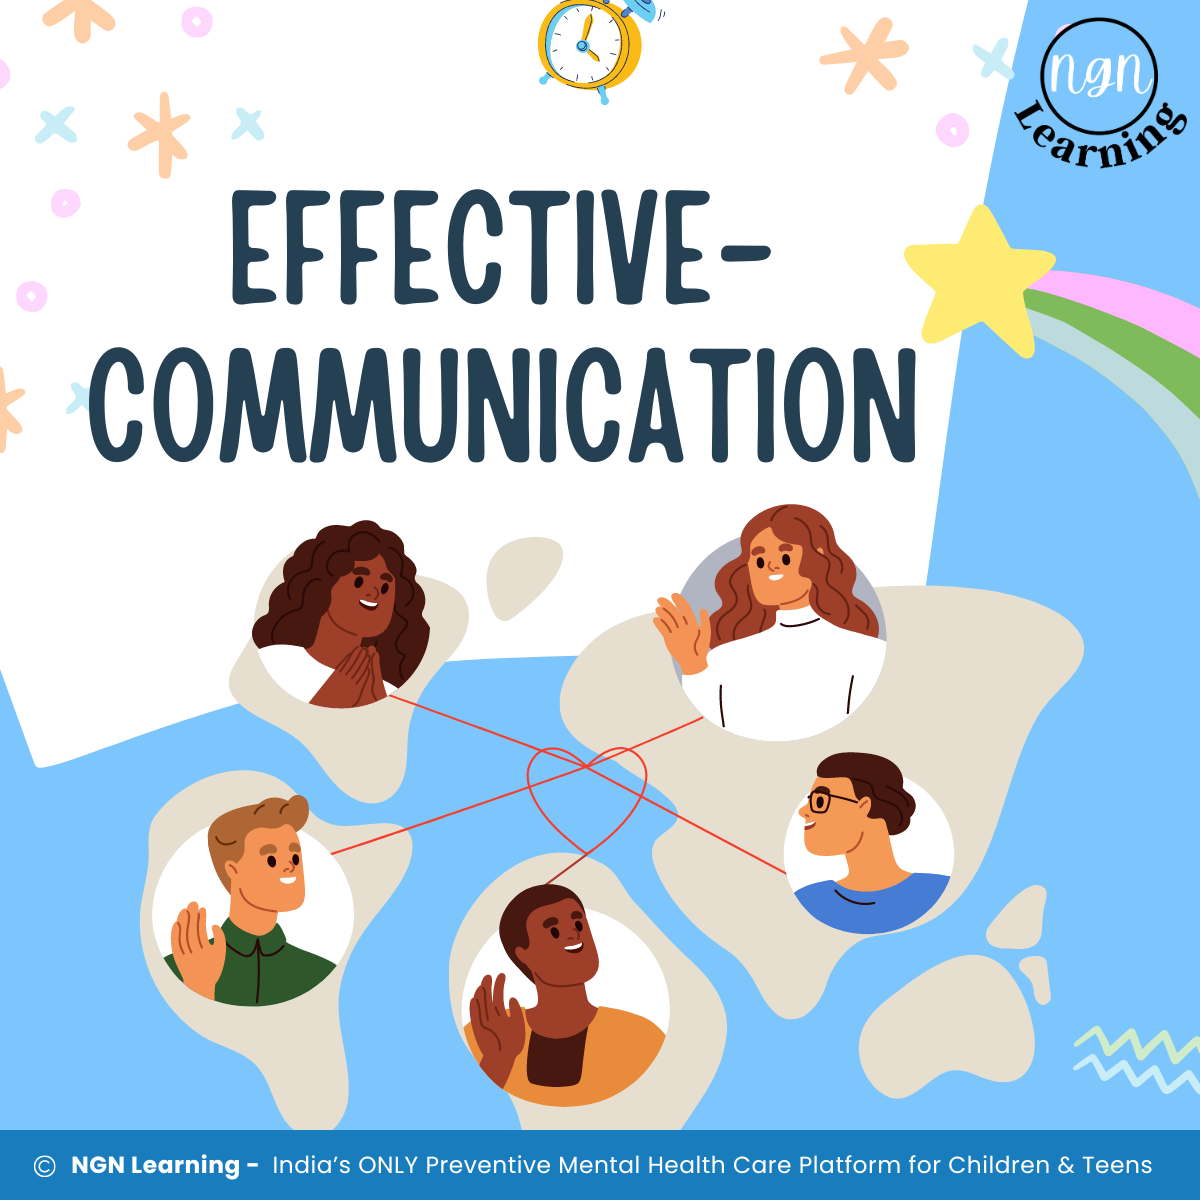 ngn
Learning
EFFECTIVE-
COMMUNICATION
© NGN Learning - India's ONLY Preventive Mental Health Care Platform for Children & Teens